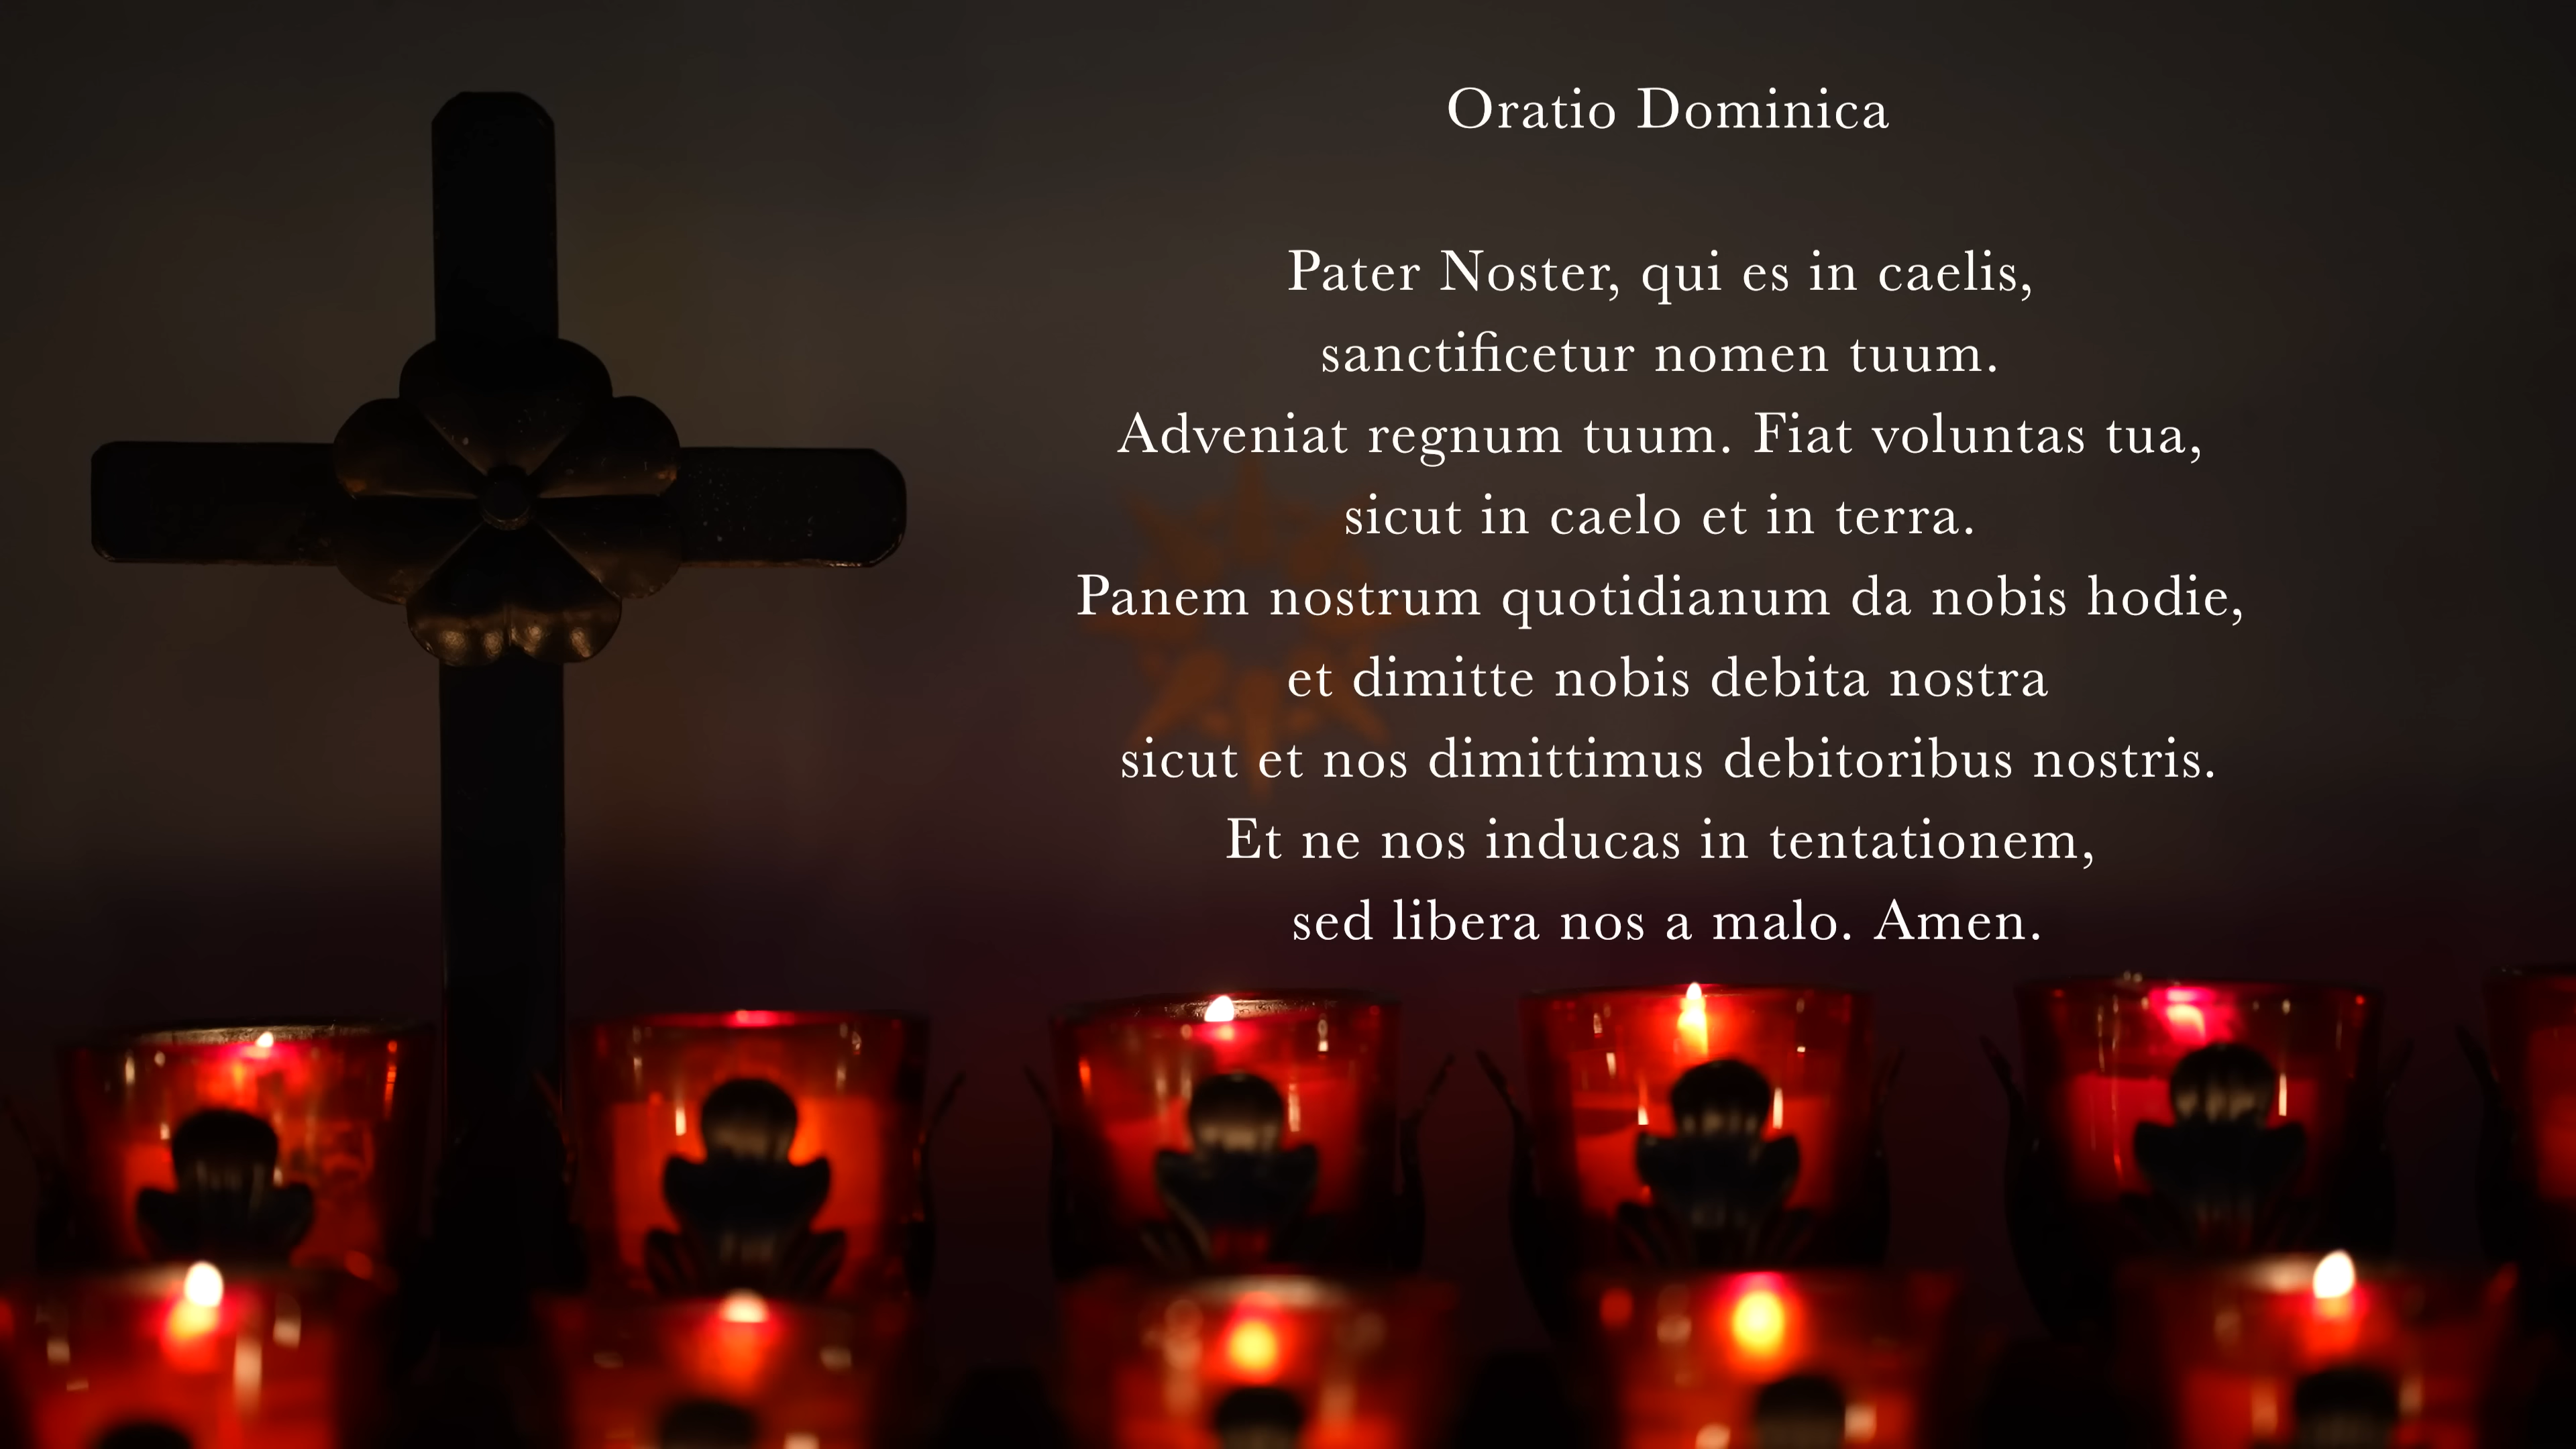 Oratio Dominica
Pater Noster, qui es in caelis,
sanctificetur nomen tuum.
Adveniat regnum tuum. Fiat voluntas tua,
sicut in caelo et in terra.
Panem nostrum quotidianum da nobis hodie,
et dimitte nobis debita nostra
sicut et nos dimittimus debitoribus nostris.
Et ne nos inducas in tentationem,
sed libera nos a malo. Amen.